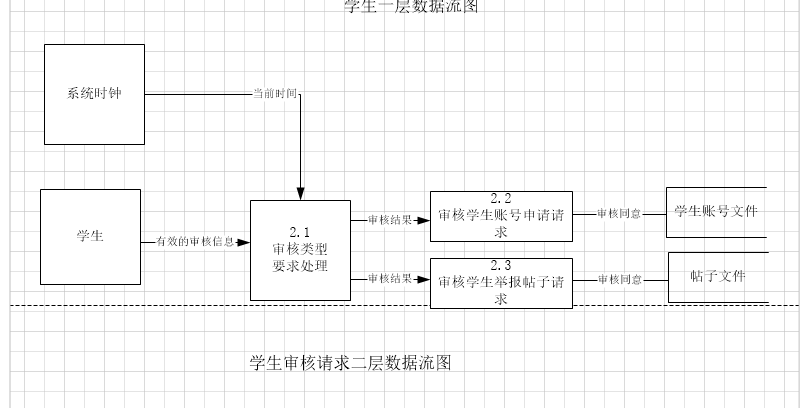 学生一层数据流图
系统时钟
当前时间
学生
有效的审核信息
2.1
审核类型
要求处理
审核结果
2.2
审核学生账号申请请
求
审核同意
学生账号文件
审核结果
2.3
审核学生举报帖子请
求
审核同意
帖子文件
学生审核请求二层数据流图